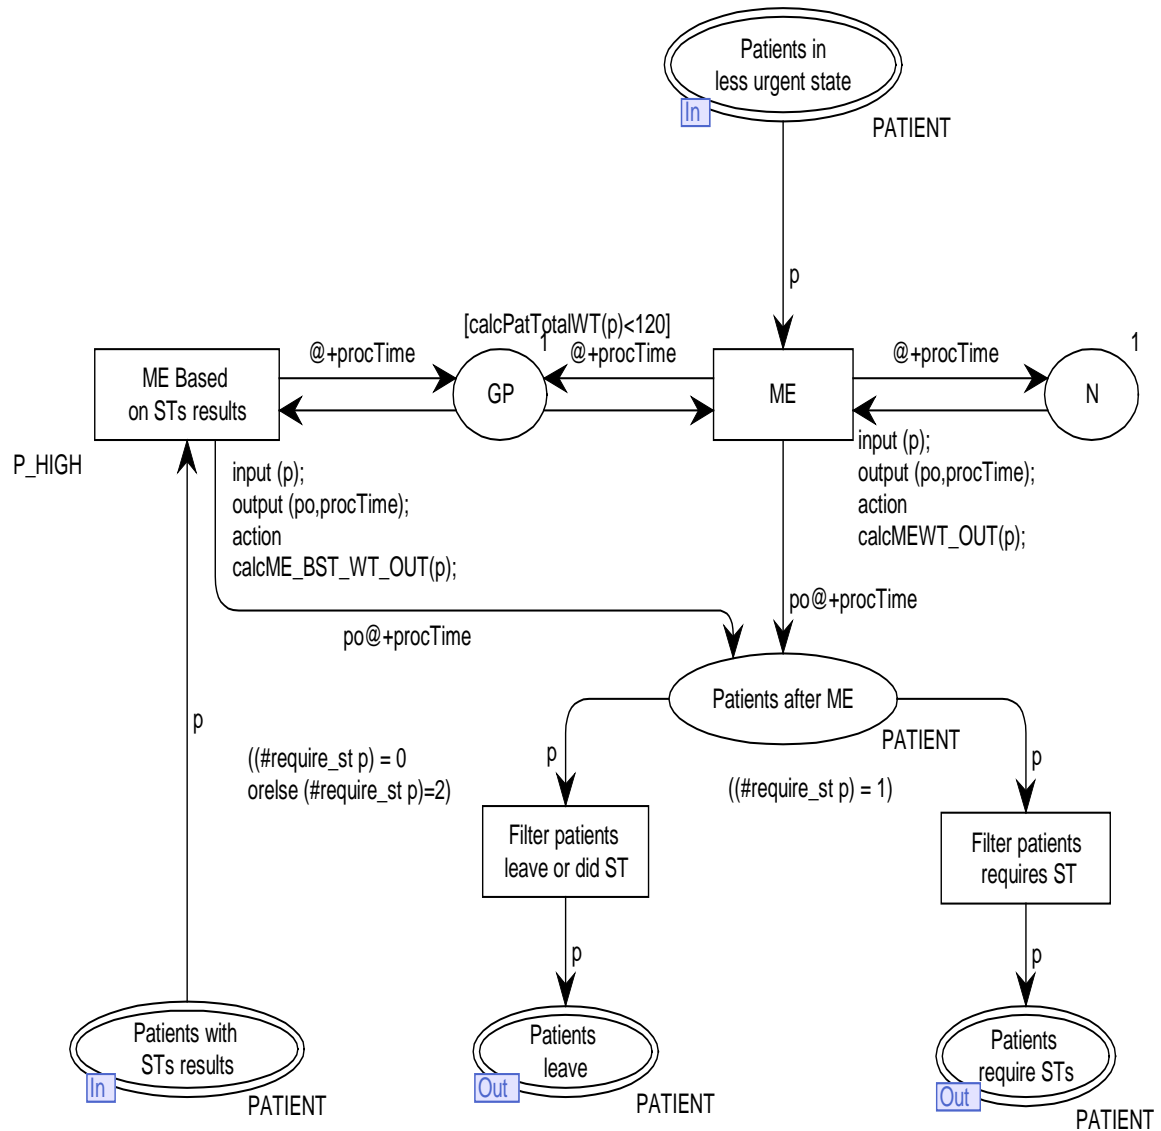 Patients in
less urgent state
In
PATIENT
p
[calcPatTotalWT(p)<120]
1
1
@+procTime
@+procTime
@+procTime
ME Based
on STs results
GP
ME
N
P_HIGH
input (p);
output (po,procTime);
action
calcME_BST_WT_OUT(p);
input (p);
output (po,procTime);
action
calcMEWT_OUT(p);
po@+procTime
po@+procTime
Patients after ME
PATIENT
p
p
p
((#require_st p) = 0
orelse (#require_st p)=2)
((#require_st p) = 1)
Filter patients
leave or did ST
Filter patients
requires ST
p
p
Patients with
STs results
In
PATIENT
Patients
leave
Out
PATIENT
Patients
require STs
Out
PATIENT